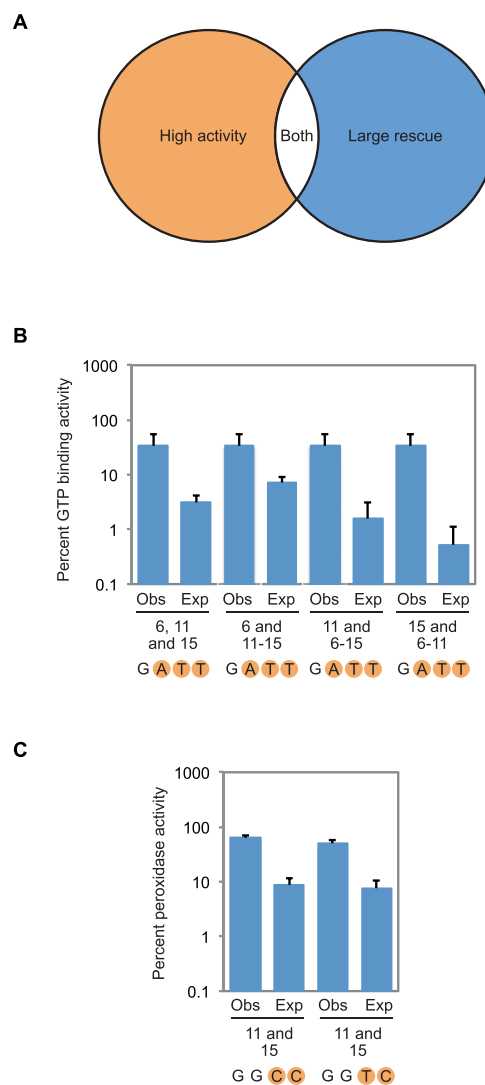 A
High activity
Both
Large rescue
B
Percent GTP binding activity
1000
100
10
1
0.1
Obs Exp Obs Exp Obs Exp Obs Exp
6, 11 and 15
6 and 11-15
11 and 6-15
15 and 6-11
G A T T G A T T G A T T G A T T
C
Percent peroxidase activity
1000
100
10
1
0.1
Obs Exp Obs Exp
11 and 15
11 and 15
G G C C G G T C